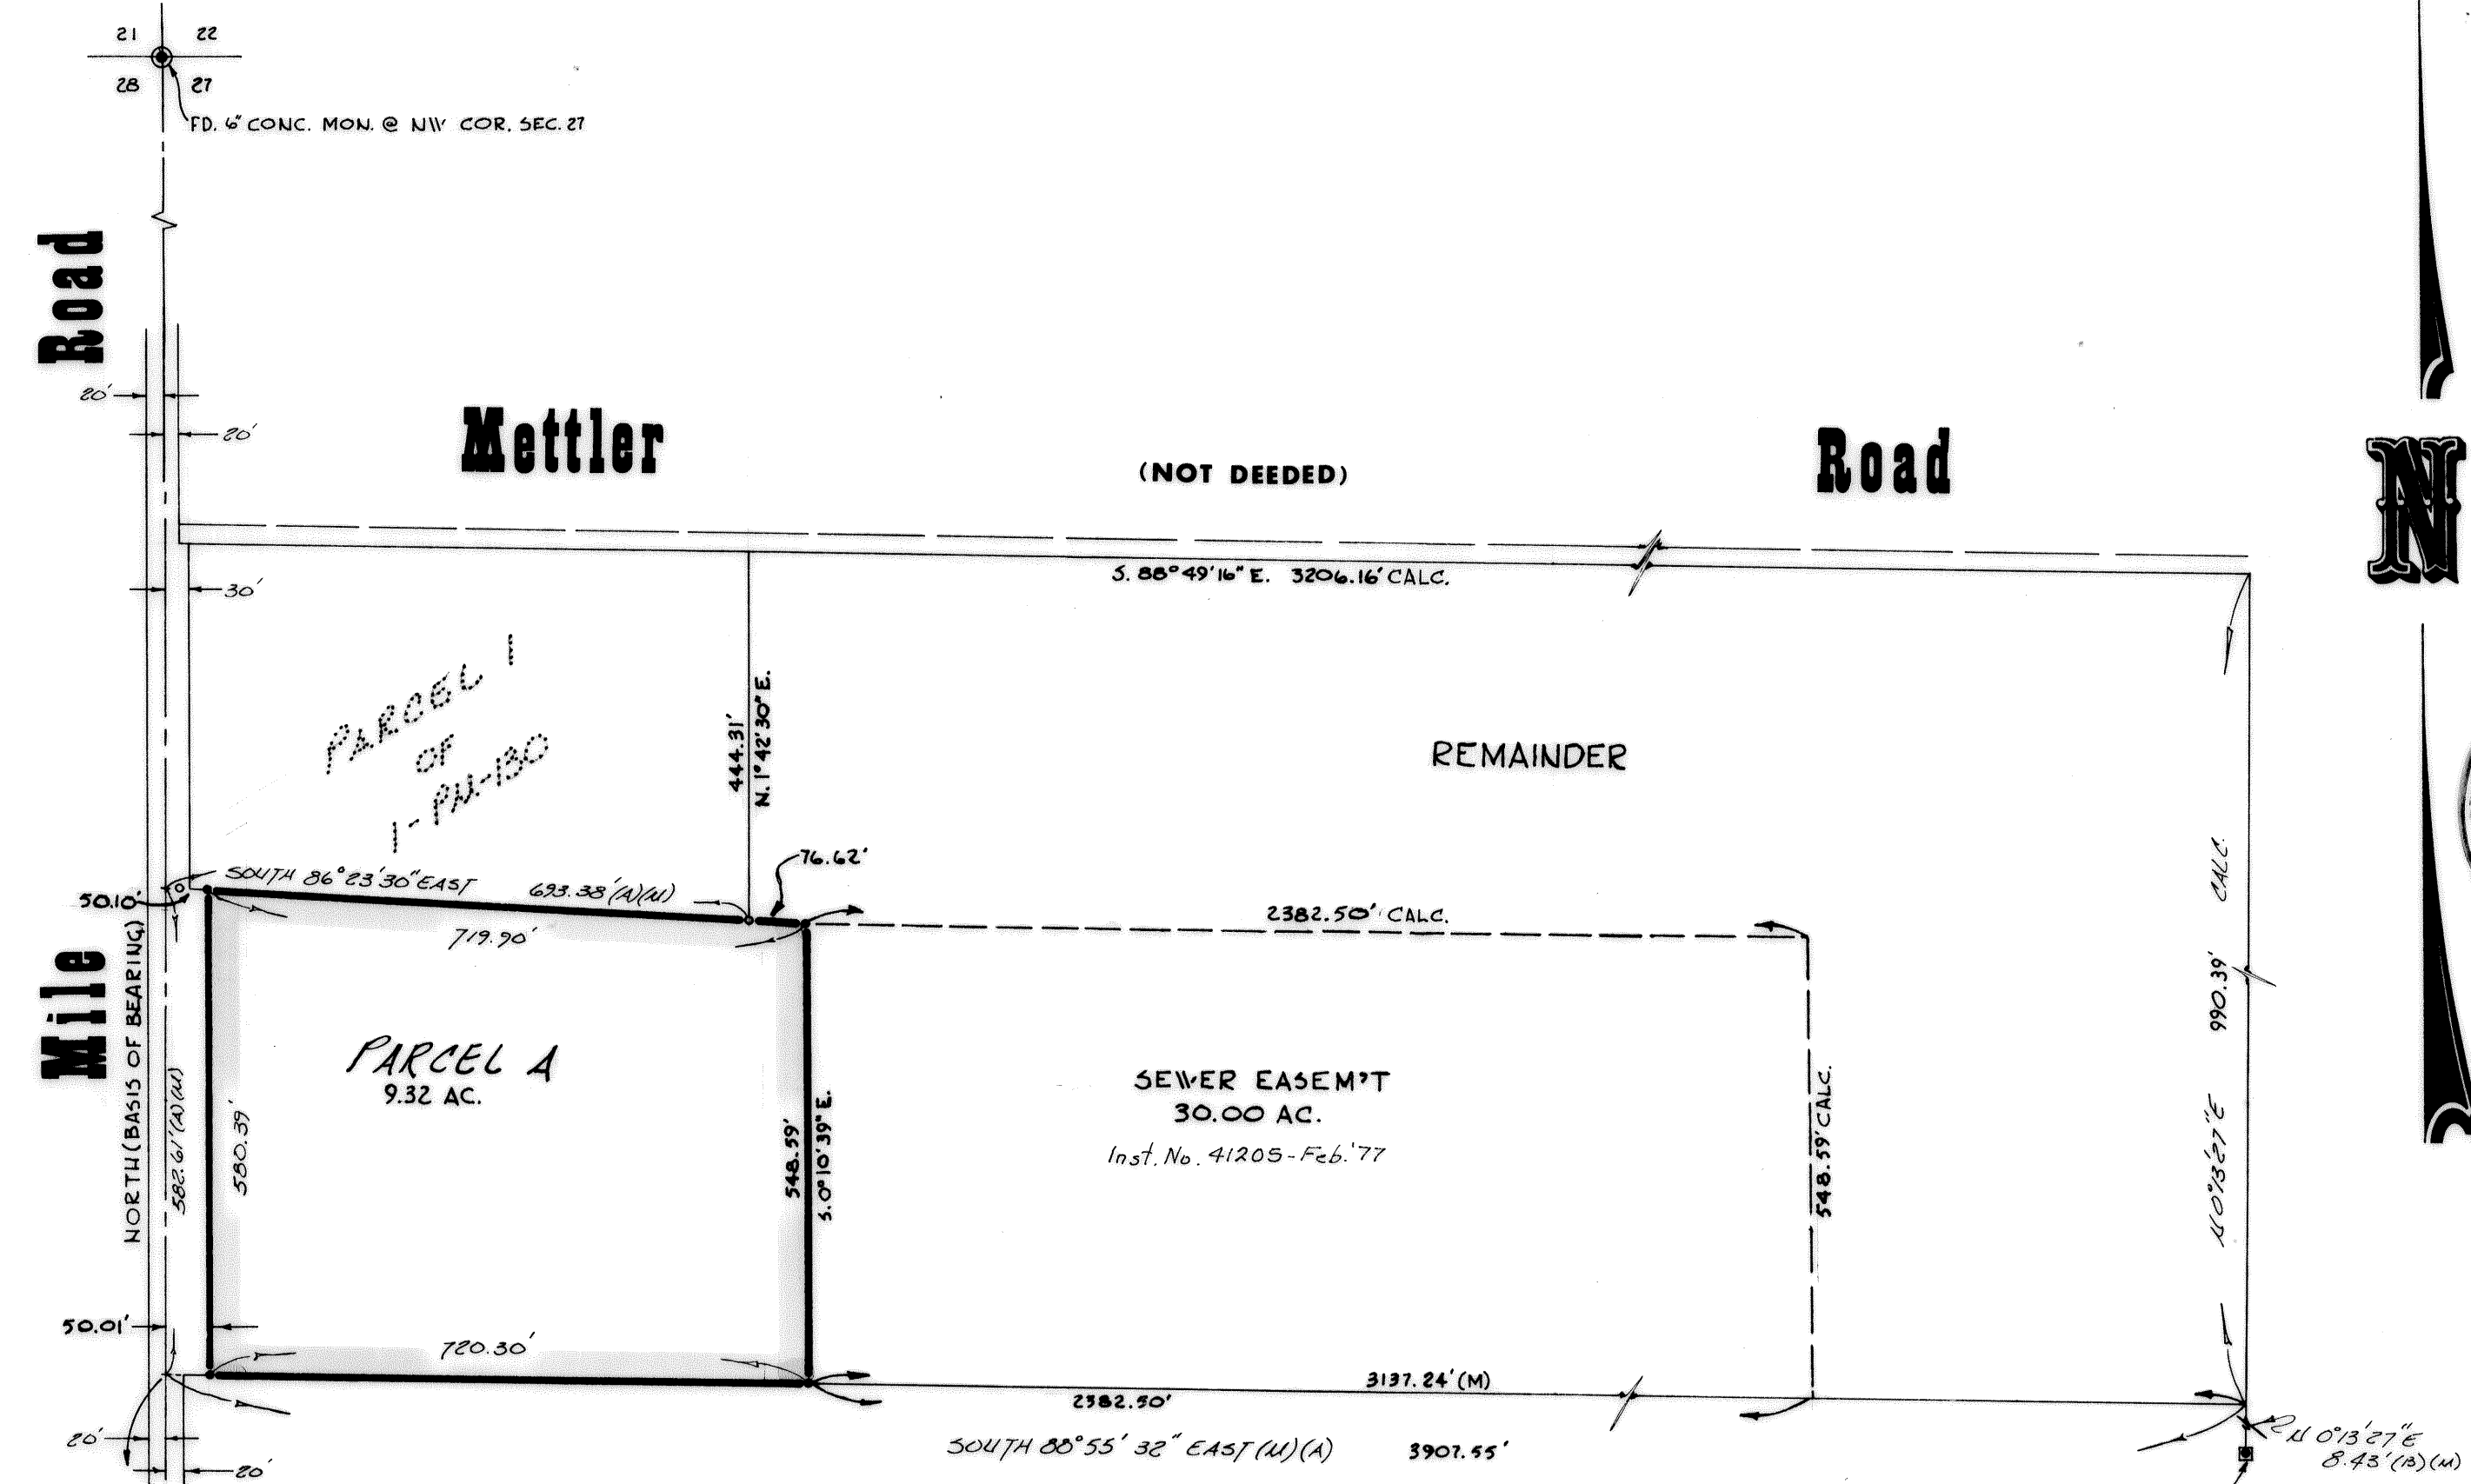 21 22
28 27
FD. 6" CONC. MON. @ NW COR. SEC. 27
Road
20'
20'
Mettler
(NOT DEEDED)
Road
N
S. 88°49'16" E. 3206.16' CALC.
30'
PARCEL 1
OF
1-PM-130
444.31'
N. 1°42'30" E.
REMAINDER
76.62'
SOUTH 86°23'30" EAST 693.38'(A)(M)
50.10'
719.90'
2382.50' CALC.
990.39' CALC.
N 0°13'27" E
Mile
NORTH (BASIS OF BEARING)
582.61'(A)(M)
580.39'
PARCEL A
9.32 AC.
548.59'
S. 0°10'39" E.
SEWER EASEM'T
30.00 AC.
Inst. No. 41205-Feb.'77
548.59' CALC.
50.01'
720.30'
3137.24' (M)
2382.50'
SOUTH 88°55'32" EAST (M)(A) 3907.55'
20'
20'
N 0°13'27" E
8.43' (B)(M)